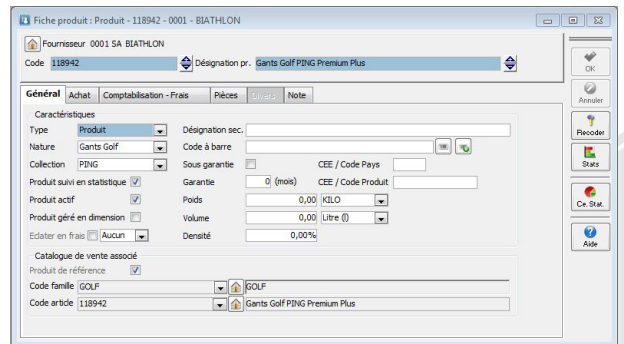 Fiche produit : Produit - 118942 - 0001 - BIATHLON
Fournisseur 0001 SA BIATHLON
Code 118942 Désignation pr. Gants Golf PING Premium Plus
OK
Général Achat Comptabilisation - Frais Pièces Divers Note
Annuler
Caractéristiques
Type Produit Désignation sec.
Recoder
Nature Gants Golf Code à barre
Collection PING Sous garantie CEE / Code Pays
Stats
Produit suivi en statistique Garantie 0 (mois) CEE / Code Produit
Produit actif Poids 0,00 KILO
Ce. Stat.
Produit géré en dimension Volume 0,00 Litre (l)
Eclater en frais Aucun Densité 0,00%
Aide
Catalogue de vente associé
Produit de référence
Code famille GOLF GOLF
Code article 118942 Gants Golf PING Premium Plus